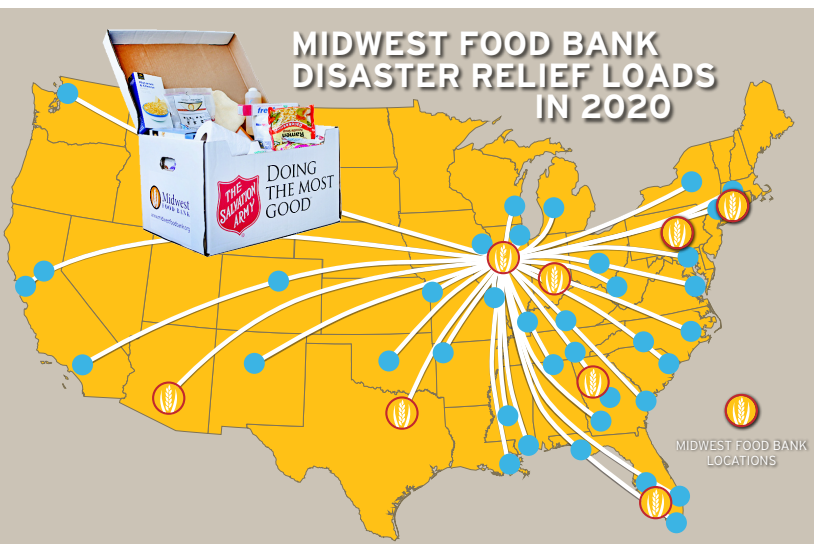 MIDWEST FOOD BANK
DISASTER RELIEF LOADS
IN 2020
Midwest
FOOD BANK
THE
SALVATION
ARMY
DOING
THE MOST
GOOD
Ramen
MIDWEST FOOD BANK
LOCATIONS